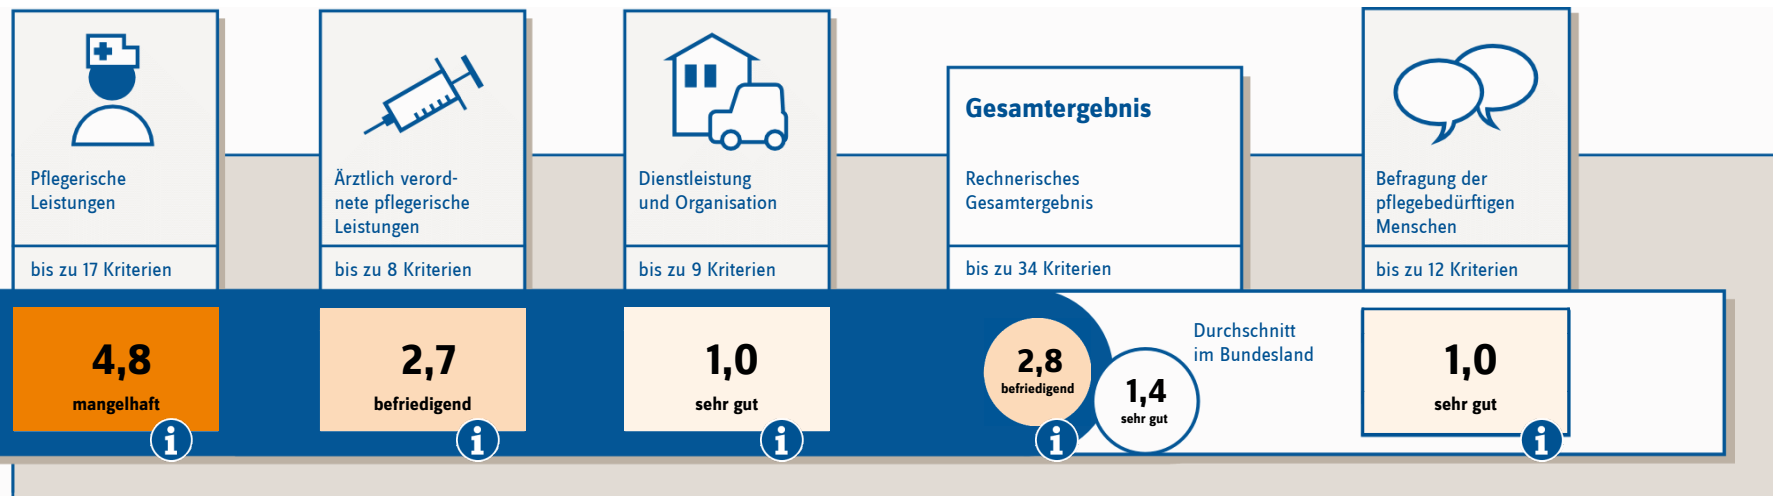 Pflegerische
Leistungen
bis zu 17 Kriterien
4,8
mangelhaft
i
Ärztlich verord-
nete pflegerische
Leistungen
bis zu 8 Kriterien
2,7
befriedigend
i
Dienstleistung
und Organisation
bis zu 9 Kriterien
1,0
sehr gut
i
Gesamtergebnis
Rechnerisches
Gesamtergebnis
bis zu 34 Kriterien
2,8
befriedigend
i
1,4
sehr gut
Durchschnitt
im Bundesland
Befragung der
pflegebedürftigen
Menschen
bis zu 12 Kriterien
1,0
sehr gut
i